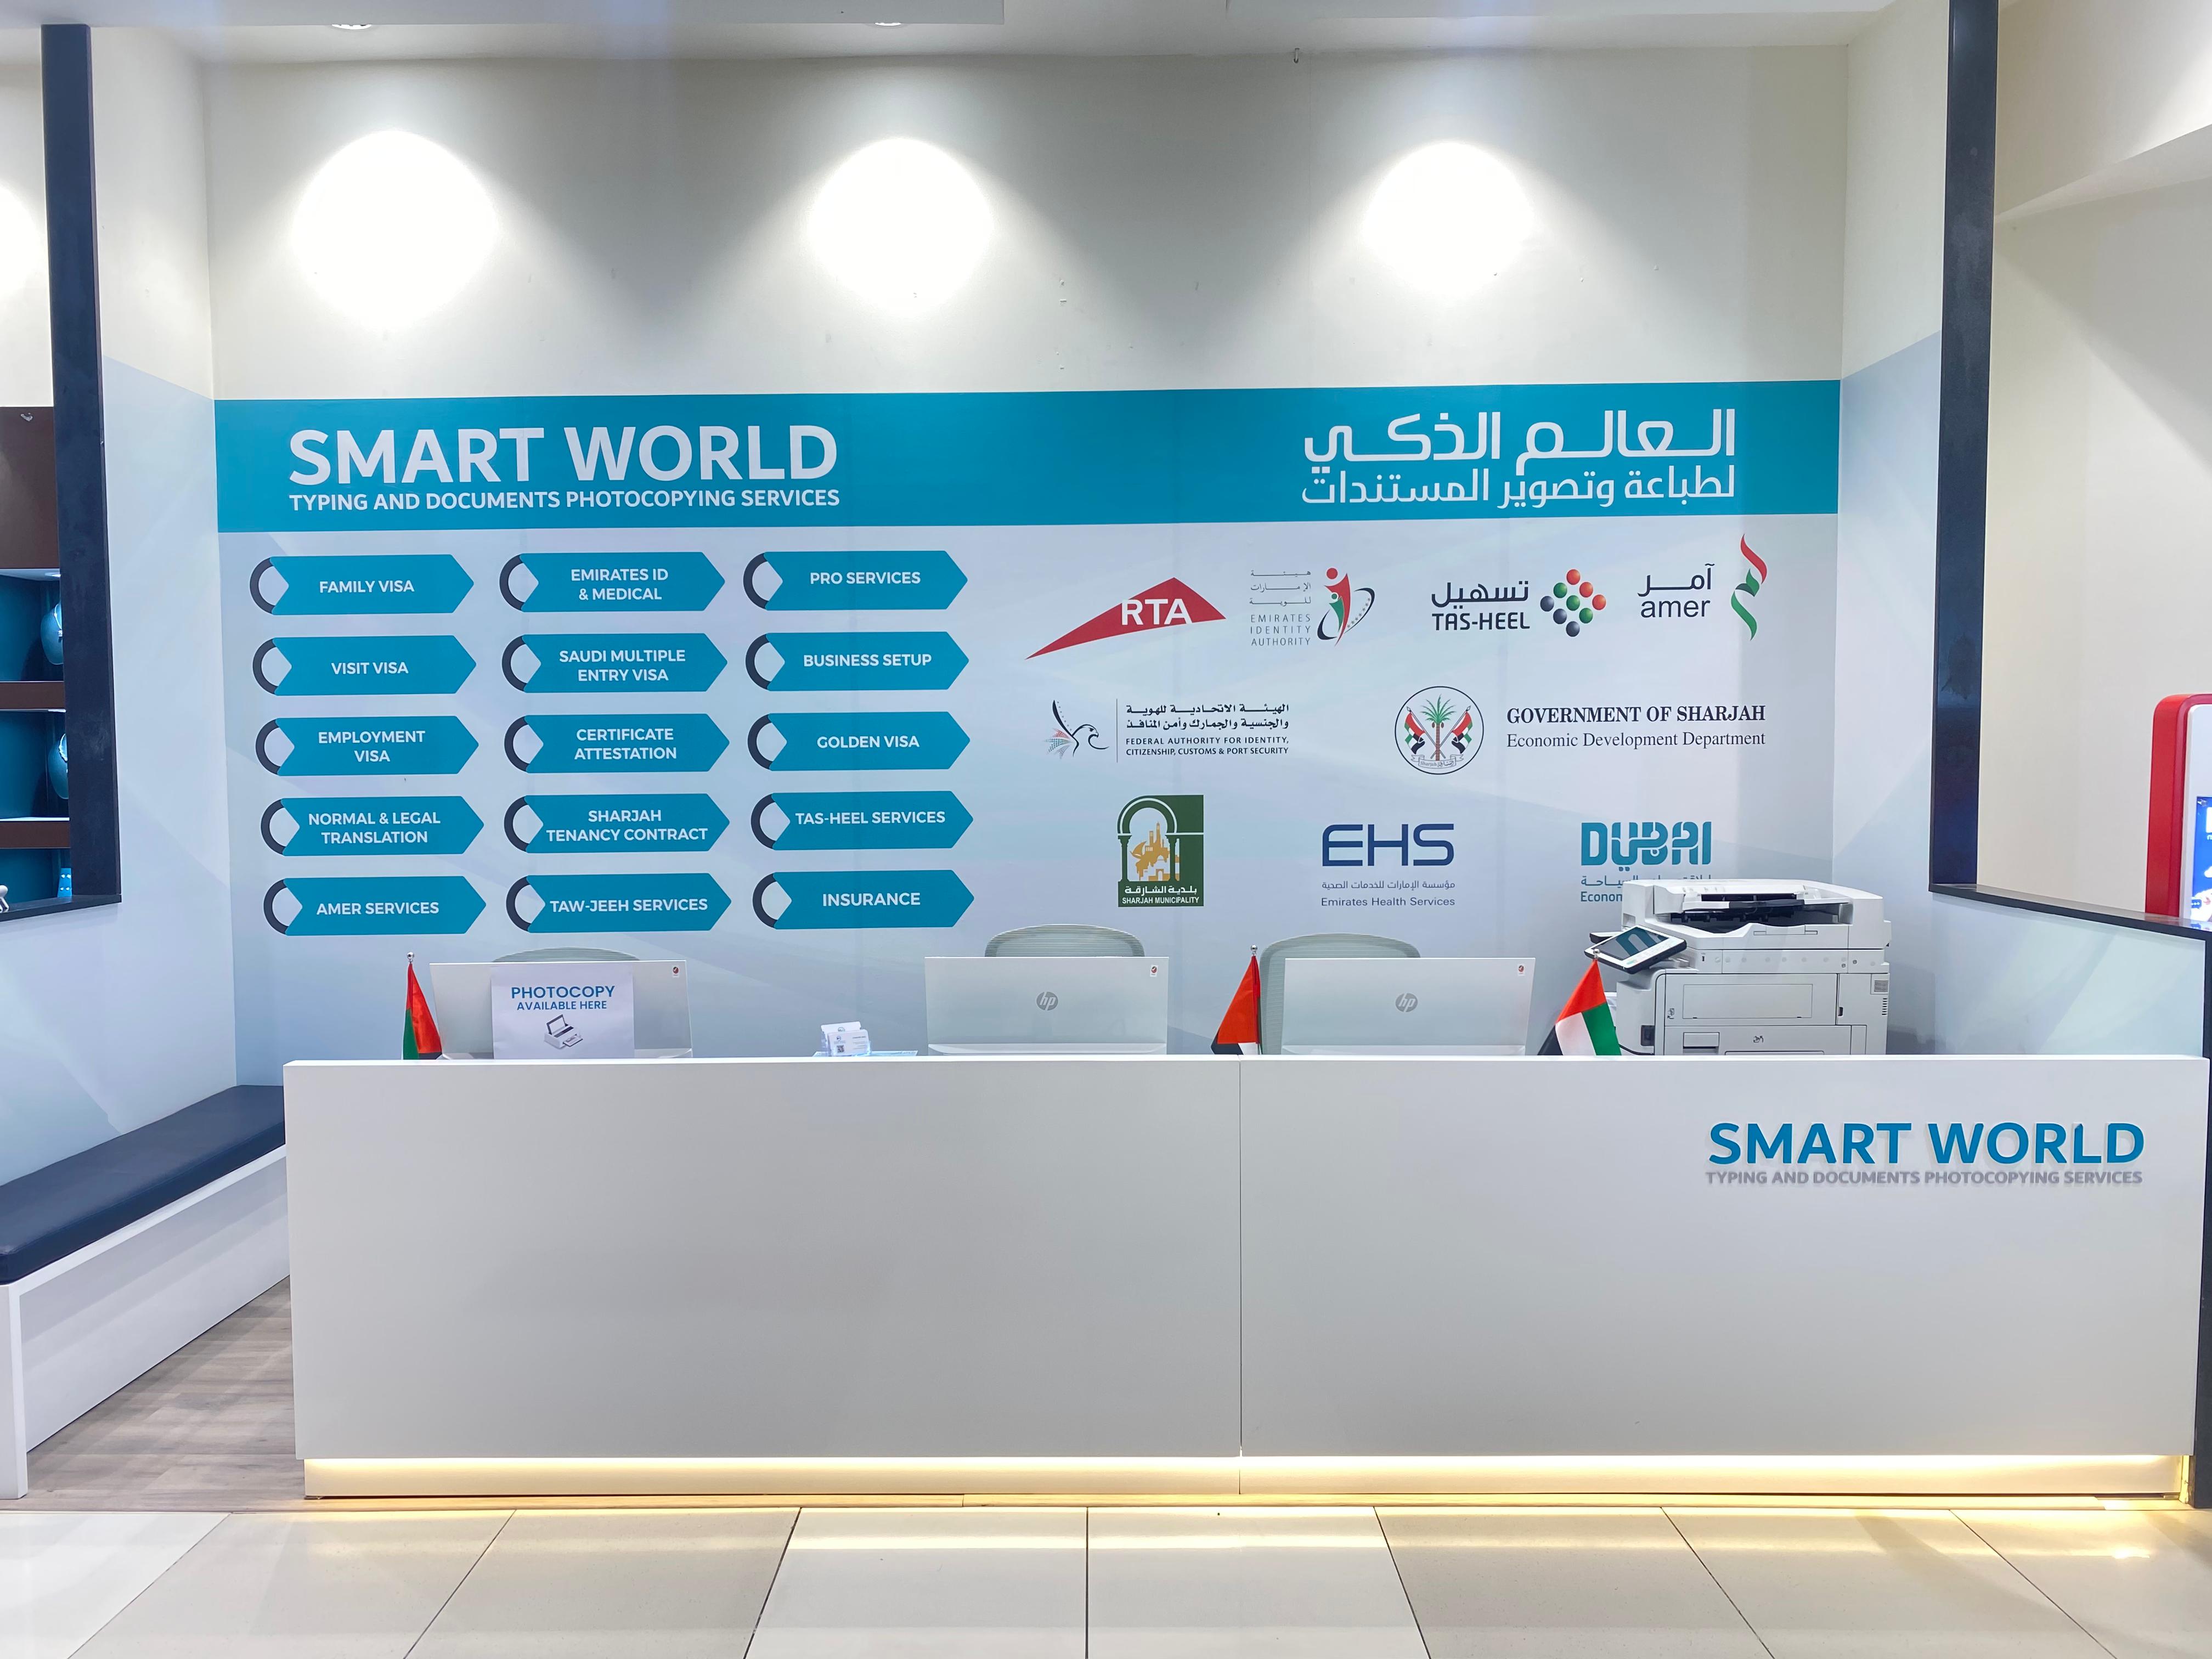 SMART WORLD
TYPING AND DOCUMENTS PHOTOCOPYING SERVICES
العالم الذكي
لطباعة وتصوير المستندات
FAMILY VISA
EMIRATES ID
& MEDICAL
PRO SERVICES
VISIT VISA
SAUDI MULTIPLE
ENTRY VISA
BUSINESS SETUP
EMPLOYMENT
VISA
CERTIFICATE
ATTESTATION
GOLDEN VISA
NORMAL & LEGAL
TRANSLATION
SHARJAH
TENANCY CONTRACT
TAS-HEEL SERVICES
AMER SERVICES
TAW-JEEH SERVICES
INSURANCE
RTA
هيئة
الإمارات
للهوية
EMIRATES
IDENTITY
AUTHORITY
تسهيل
TAS-HEEL
آمر
amer
الهيئة الاتحادية للهوية
والجنسية والجمارك وأمن المنافذ
FEDERAL AUTHORITY FOR IDENTITY,
CITIZENSHIP, CUSTOMS & PORT SECURITY
GOVERNMENT OF SHARJAH
Economic Development Department
بلدية الشارقة
SHARJAH MUNICIPALITY
EHS
مؤسسة الإمارات للخدمات الصحية
Emirates Health Services
DUBAI
PHOTOCOPY
AVAILABLE HERE
hp
hp
SMART WORLD
TYPING AND DOCUMENTS PHOTOCOPYING SERVICES